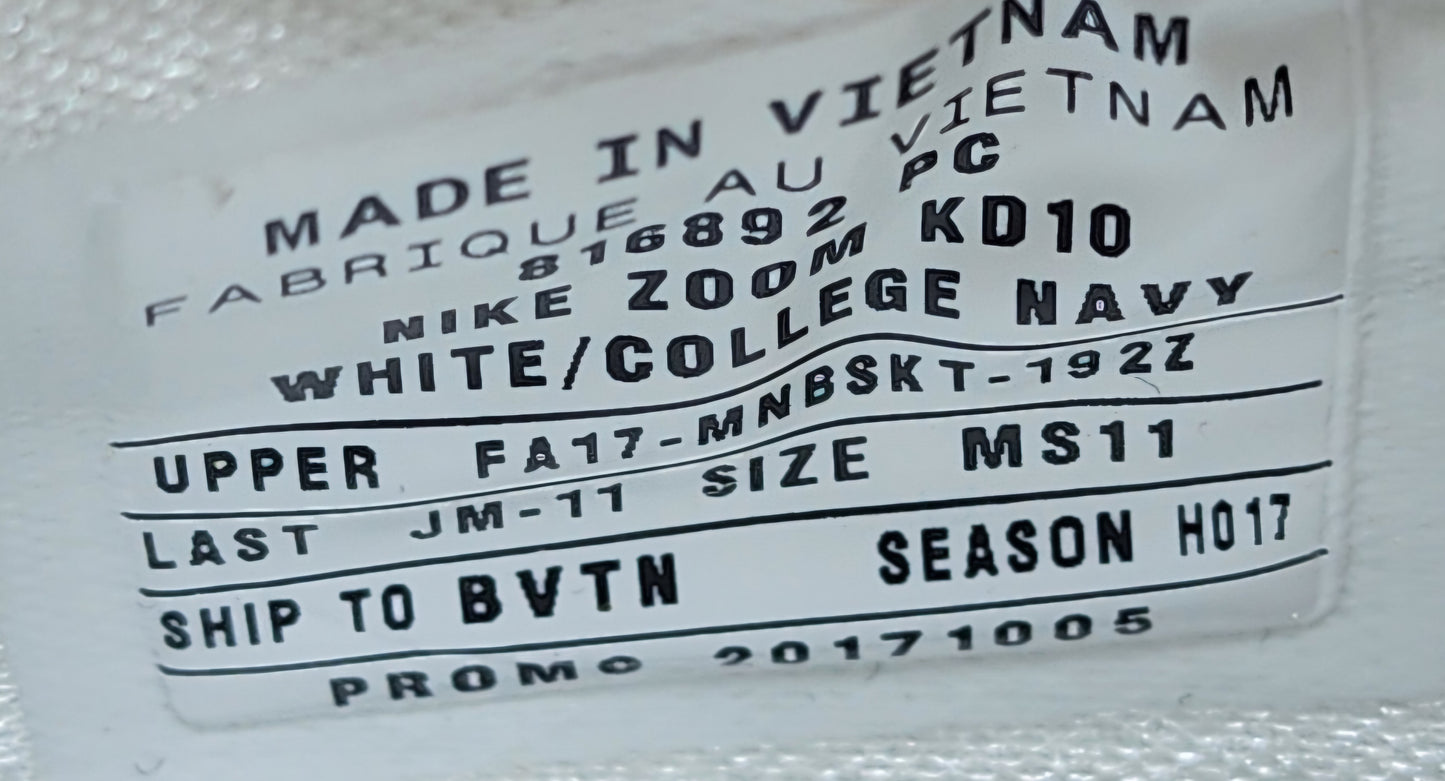 MADE IN VIETNAM
FABRIQUE AU VIETNAM
816892 PC
NIKE ZOOM KD10
WHITE/COLLEGE NAVY
UPPER FA17-MNBSKT-192Z
LAST JM-11 SIZE MS11
SHIP TO BVTN SEASON HO17
PROMO 20171005